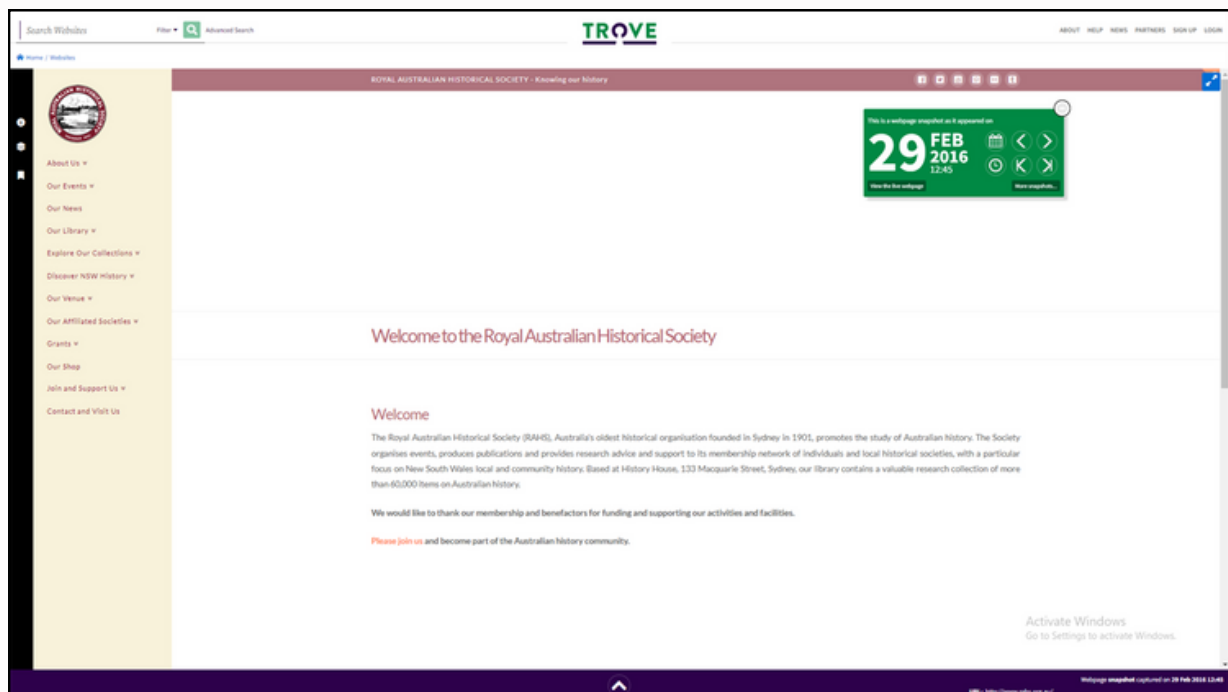 Search Websites
Filter
Advanced Search
TROVE
ABOUT HELP NEWS PARTNERS SIGN UP LOGIN
Home / Websites
ROYAL AUSTRALIAN HISTORICAL SOCIETY - Knowing our history
About Us
Our Events
Our News
Our Library
Explore Our Collections
Discover NSW History
Our Venue
Our Affiliated Societies
Grants
Our Shop
Join and Support Us
Contact and Visit Us
This is a webpage snapshot as it appeared on
29 FEB
2016
12:45
View the live webpage
More snapshots...
Welcome to the Royal Australian Historical Society
Welcome
The Royal Australian Historical Society (RAHS), Australia's oldest historical organisation founded in Sydney in 1901, promotes the study of Australian history. The Society
organises events, produces publications and provides research advice and support to its membership network of individuals and local historical societies, with a particular
focus on New South Wales local and community history. Based at History House, 133 Macquarie Street, Sydney, our library contains a valuable research collection of more
than 60,000 items on Australian history.
We would like to thank our membership and benefactors for funding and supporting our activities and facilities.
Please join us and become part of the Australian history community.
Activate Windows
Go to Settings to activate Windows.
Webpage snapshot captured on 29 Feb 2016 12:45